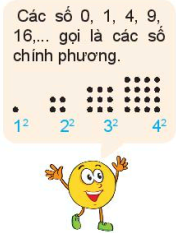 Các số 0, 1, 4, 9,
16,... gọi là các số
chính phương.
1² 2² 3² 4²